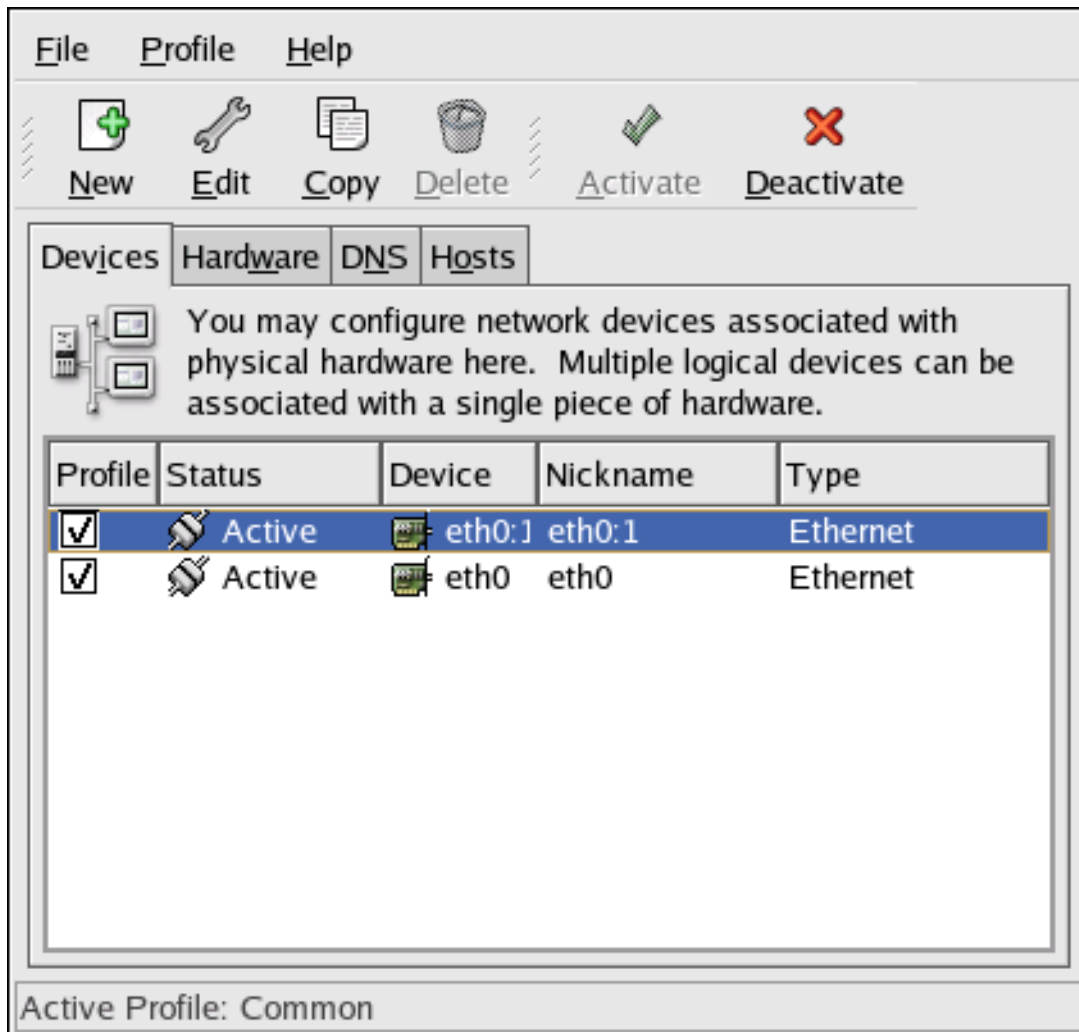 File Profile Help
New Edit Copy Delete Activate Deactivate
Devices Hardware DNS Hosts
You may configure network devices associated with
physical hardware here.  Multiple logical devices can be
associated with a single piece of hardware.
Profile Status Device Nickname Type
Active eth0:1 eth0:1 Ethernet
Active eth0 eth0 Ethernet
Active Profile: Common